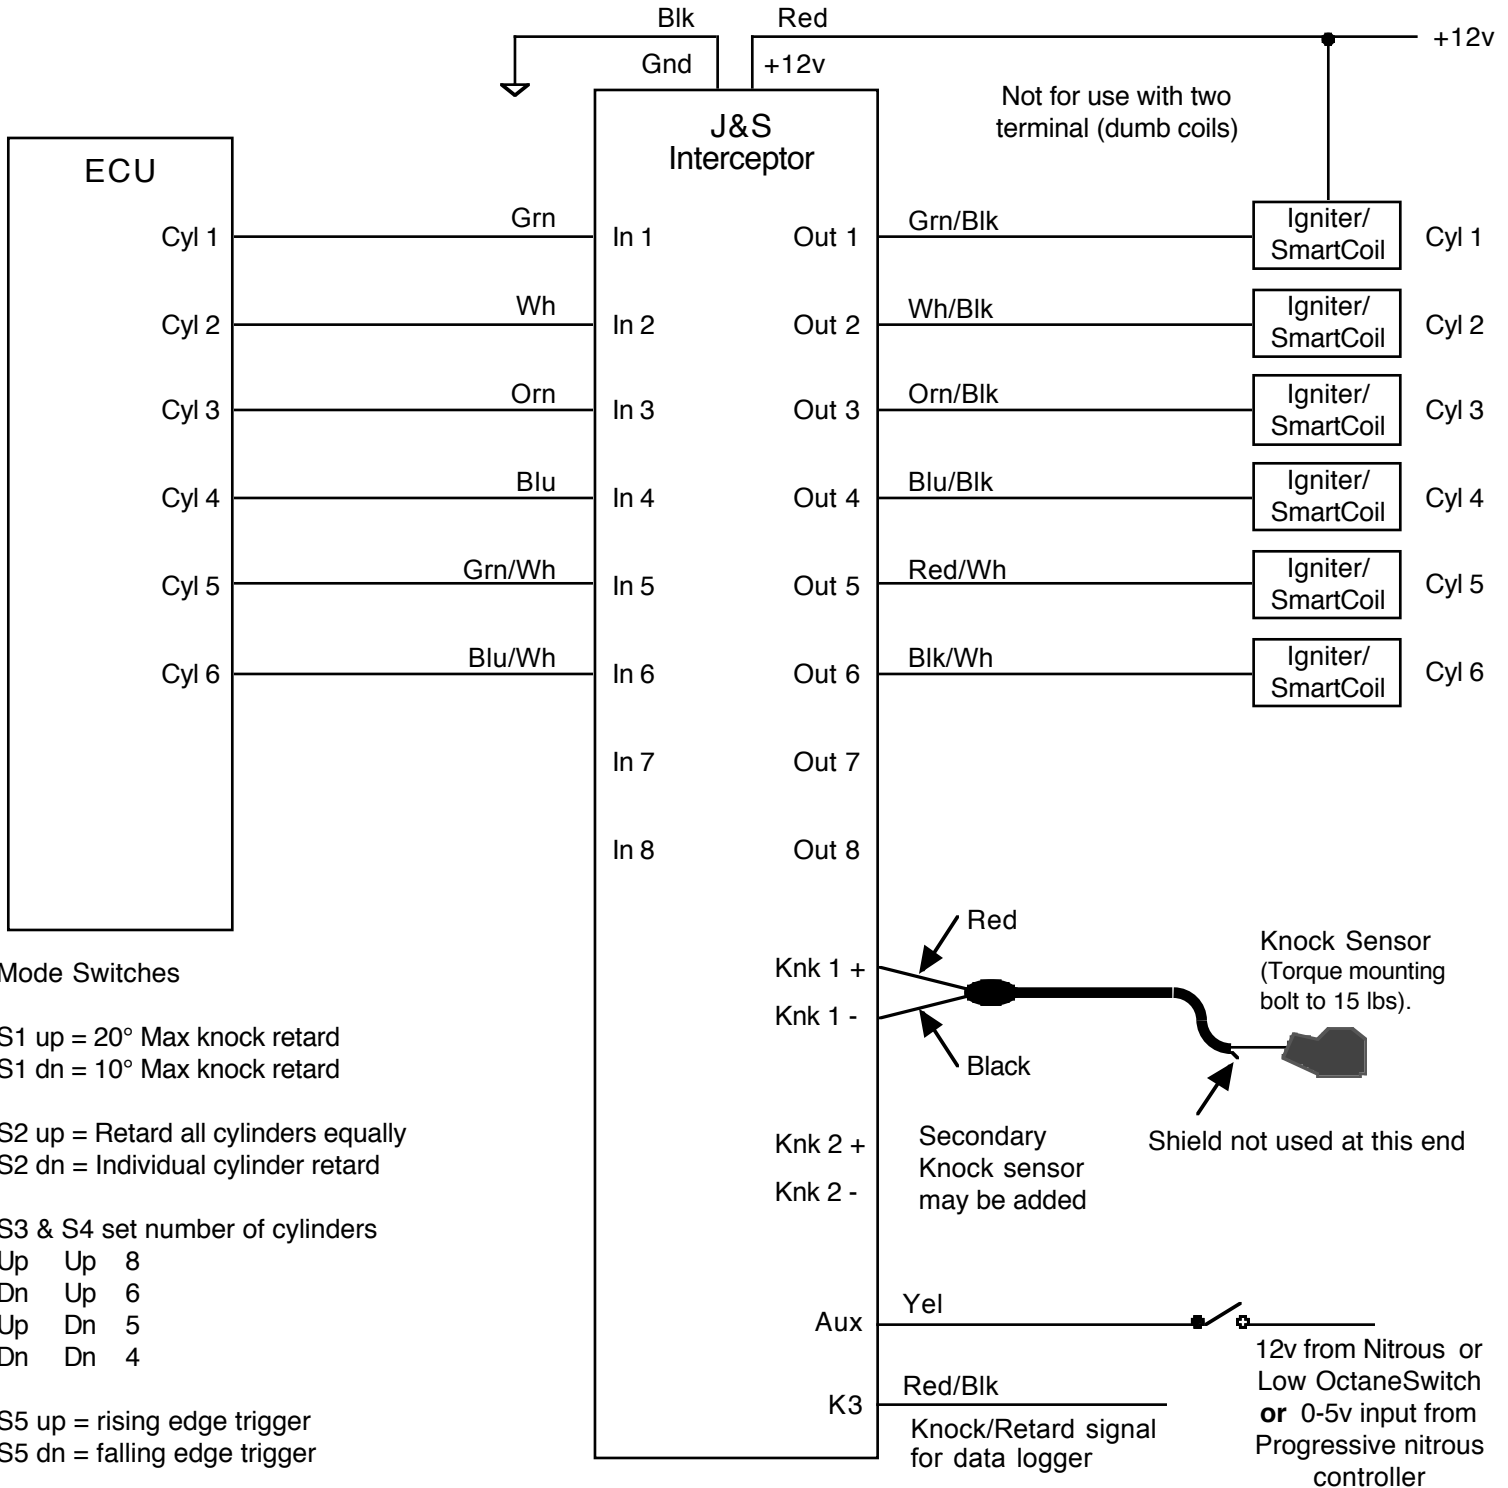 Blk
Red
+12v
Gnd
+12v
Not for use with two
terminal (dumb coils)
J&S
Interceptor
ECU
Cyl 1
Grn
In 1
Out 1
Grn/Blk
Igniter/
SmartCoil
Cyl 1
Cyl 2
Wh
In 2
Out 2
Wh/Blk
Igniter/
SmartCoil
Cyl 2
Cyl 3
Orn
In 3
Out 3
Orn/Blk
Igniter/
SmartCoil
Cyl 3
Cyl 4
Blu
In 4
Out 4
Blu/Blk
Igniter/
SmartCoil
Cyl 4
Cyl 5
Grn/Wh
In 5
Out 5
Red/Wh
Igniter/
SmartCoil
Cyl 5
Cyl 6
Blu/Wh
In 6
Out 6
Blk/Wh
Igniter/
SmartCoil
Cyl 6
In 7
Out 7
In 8
Out 8
Knk 1 +
Knk 1 -
Red
Black
Knock Sensor
(Torque mounting
bolt to 15 lbs).
Shield not used at this end
Knk 2 +
Knk 2 -
Secondary
Knock sensor
may be added
Aux
Yel
12v from Nitrous or
Low OctaneSwitch
or 0-5v input from
Progressive nitrous
controller
K3
Red/Blk
Knock/Retard signal
for data logger
Mode Switches
S1 up = 20° Max knock retard
S1 dn = 10° Max knock retard
S2 up = Retard all cylinders equally
S2 dn = Individual cylinder retard
S3 & S4 set number of cylinders
Up Up 8
Dn Up 6
Up Dn 5
Dn Dn 4
S5 up = rising edge trigger
S5 dn = falling edge trigger